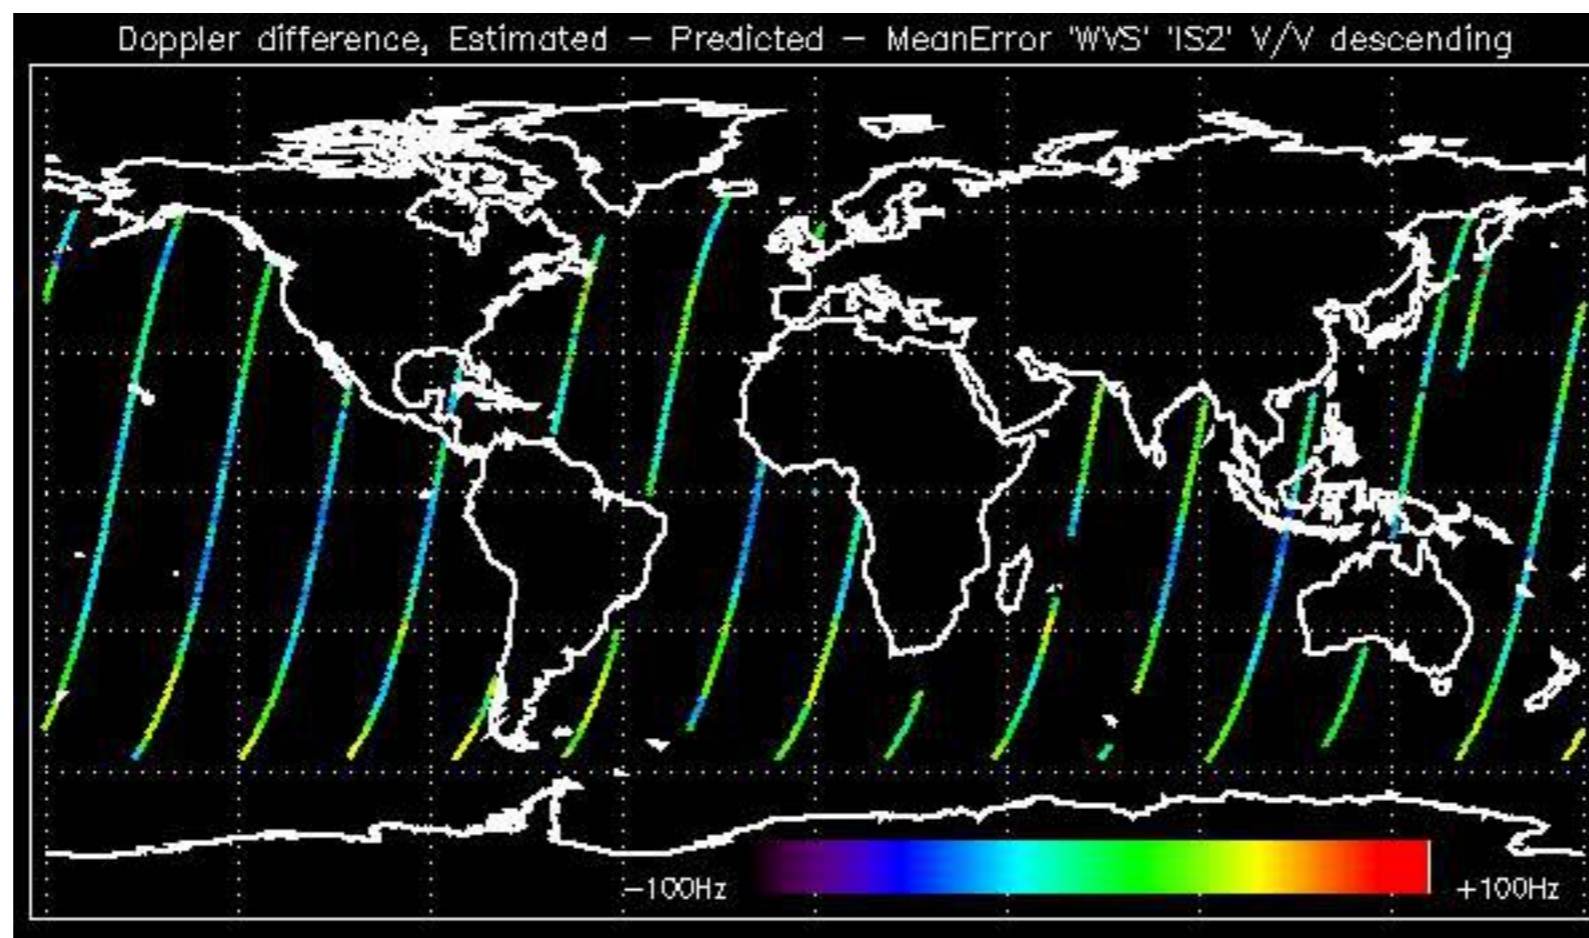 Doppler difference, Estimated – Predicted – MeanError 'WVS' 'IS2' V/V descending
−100Hz
+100Hz